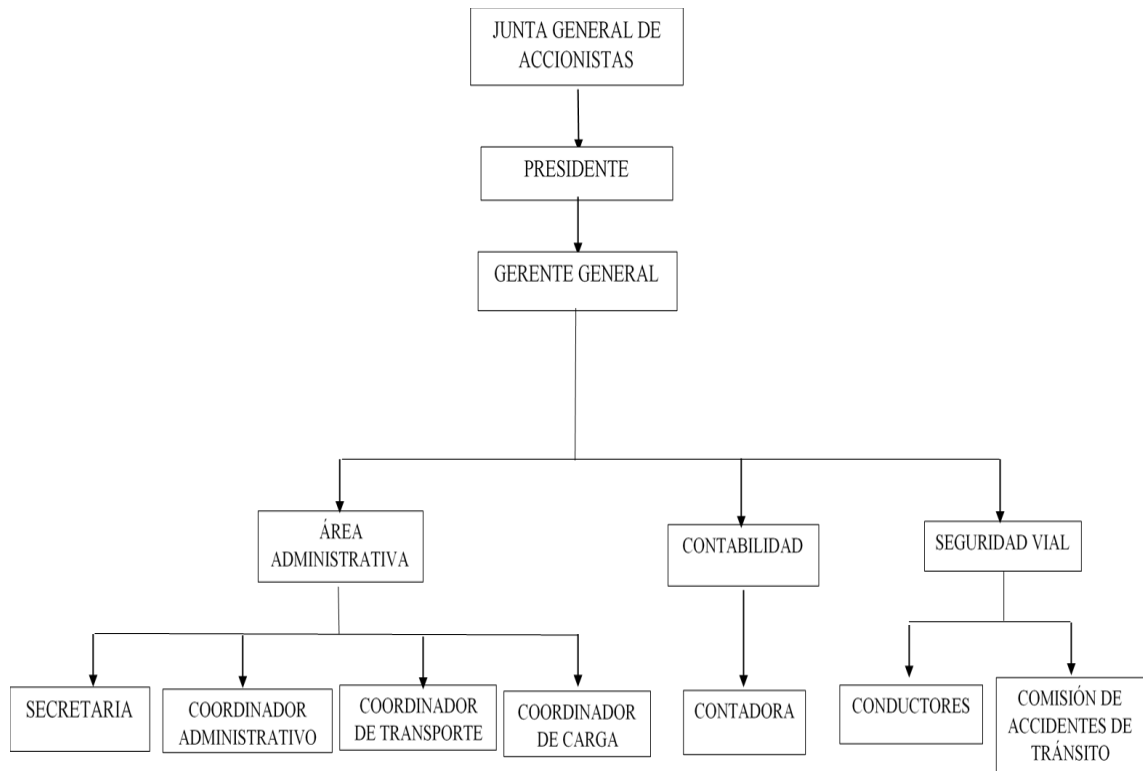 JUNTA GENERAL DE
ACCIONISTAS
PRESIDENTE
GERENTE GENERAL
ÁREA
ADMINISTRATIVA
CONTABILIDAD
SEGURIDAD VIAL
SECRETARIA
COORDINADOR
ADMINISTRATIVO
COORDINADOR
DE TRANSPORTE
COORDINADOR
DE CARGA
CONTADORA
CONDUCTORES
COMISIÓN DE
ACCIDENTES DE
TRÁNSITO